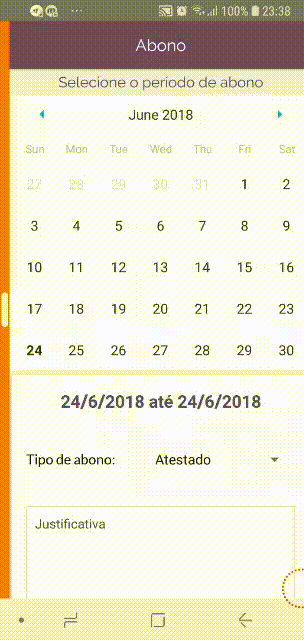 100% 23:38
Abono
Selecione o periodo de abono
June 2018
Sun Mon Tue Wed Thu Fri Sat
27 28 29 30 31 1 2
3 4 5 6 7 8 9
10 11 12 13 14 15 16
17 18 19 20 21 22 23
24 25 26 27 28 29 30
24/6/2018 até 24/6/2018
Tipo de abono: Atestado
Justificativa